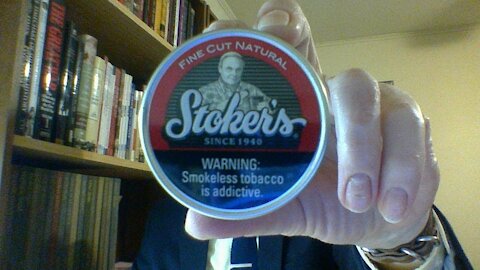 FINE CUT NATURAL
Stoker's
SINCE 1940
WARNING:
Smokeless tobacco
is addictive.